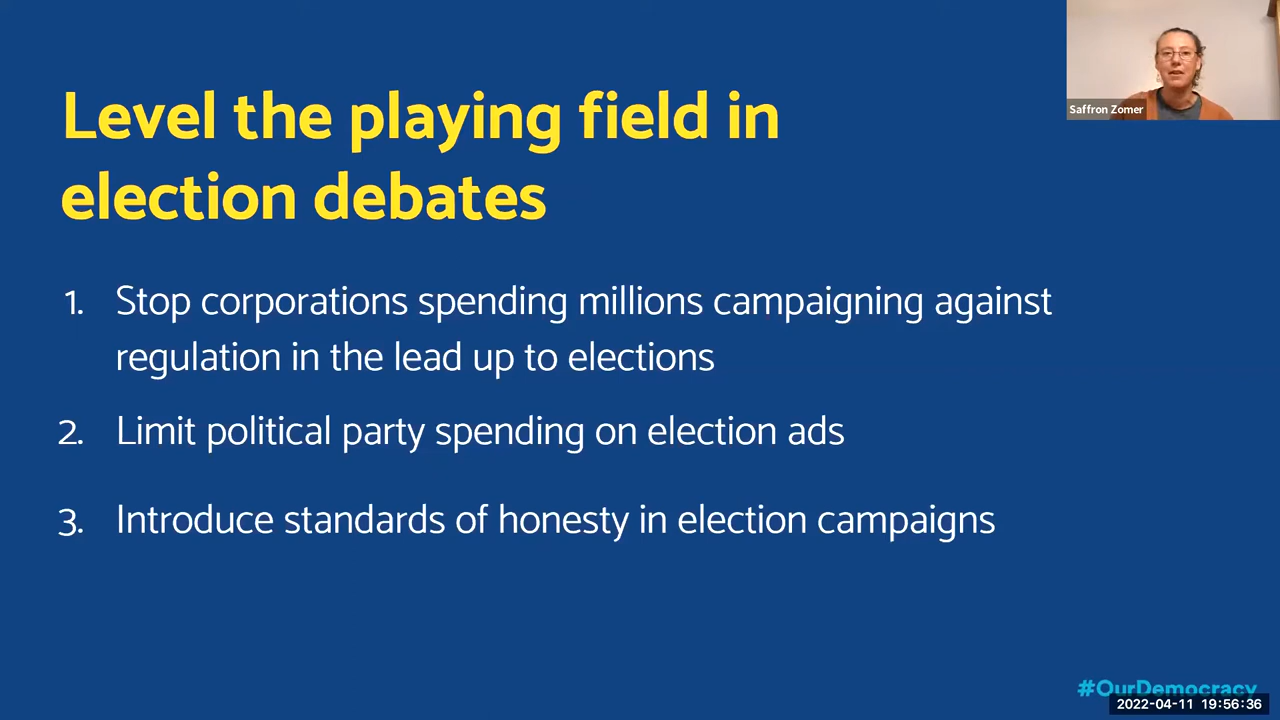 Level the playing field in
election debates
1. Stop corporations spending millions campaigning against
regulation in the lead up to elections
2. Limit political party spending on election ads
3. Introduce standards of honesty in election campaigns
Saffron Zomer
#OurDemocracy
2022-04-11 19:56:36